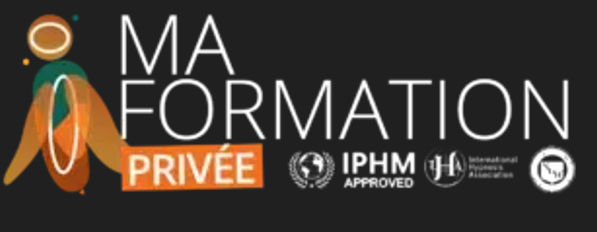 MA
FORMATION
PRIVÉE
IPHM
APPROVED
International
Hypnosis
Association